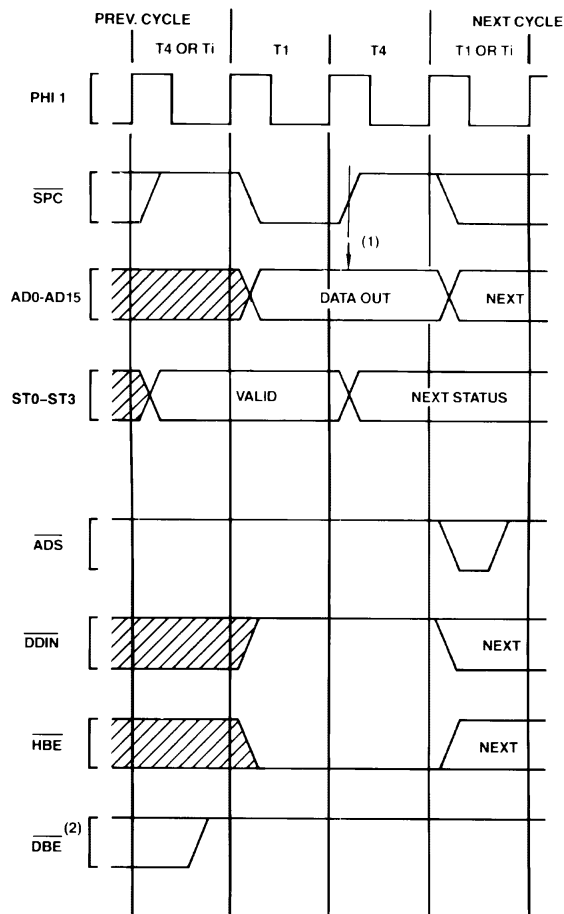 PREV. CYCLE NEXT CYCLE
T4 OR Ti T1 T4 T1 OR Ti
PHI 1
SPC
(1)
AD0-AD15 DATA OUT NEXT
ST0–ST3 VALID NEXT STATUS
ADS
DDIN NEXT
HBE NEXT
DBE (2)